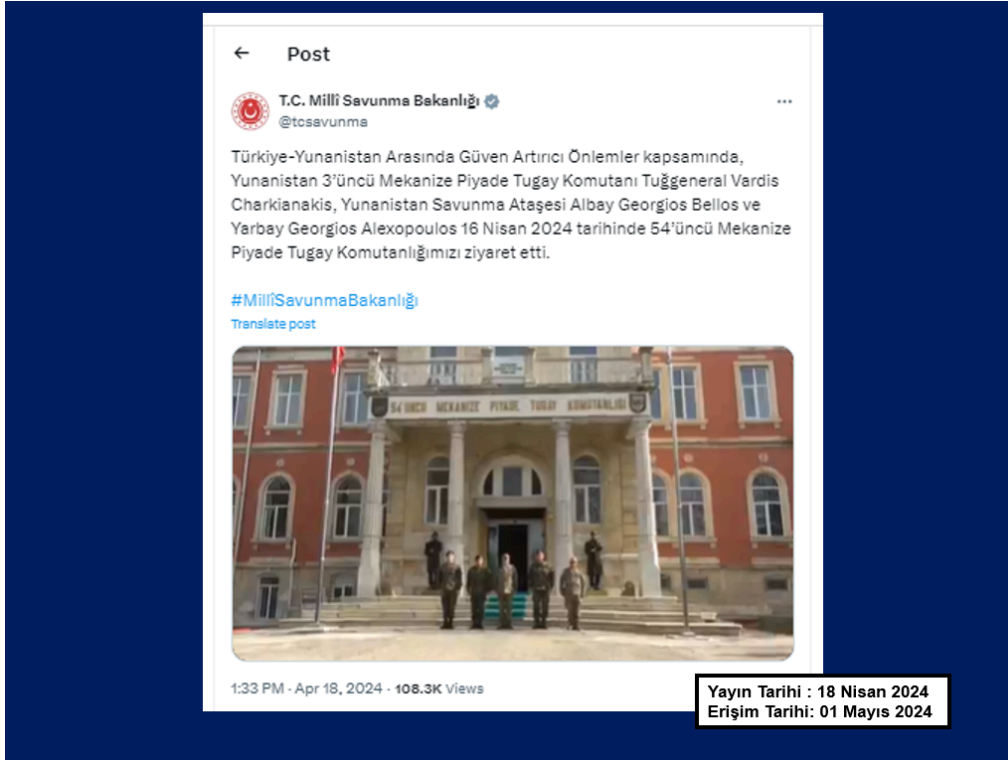 Post
T.C. Millî Savunma Bakanlığı
@tcsavunma
Türkiye-Yunanistan Arasında Güven Artırıcı Önlemler kapsamında,
Yunanistan 3'üncü Mekanize Piyade Tugay Komutanı Tuğgeneral Vardis
Charkianakis, Yunanistan Savunma Ataşesi Albay Georgios Bellos ve
Yarbay Georgios Alexopoulos 16 Nisan 2024 tarihinde 54'üncü Mekanize
Piyade Tugay Komutanlığımızı ziyaret etti.
#MillîSavunmaBakanlığı
Translate post
54'ÜNCÜ MEKANİZE PİYADE TUGAY KOMUTANLIĞI
1:33 PM · Apr 18, 2024 · 108.3K Views
Yayın Tarihi : 18 Nisan 2024
Erişim Tarihi: 01 Mayıs 2024